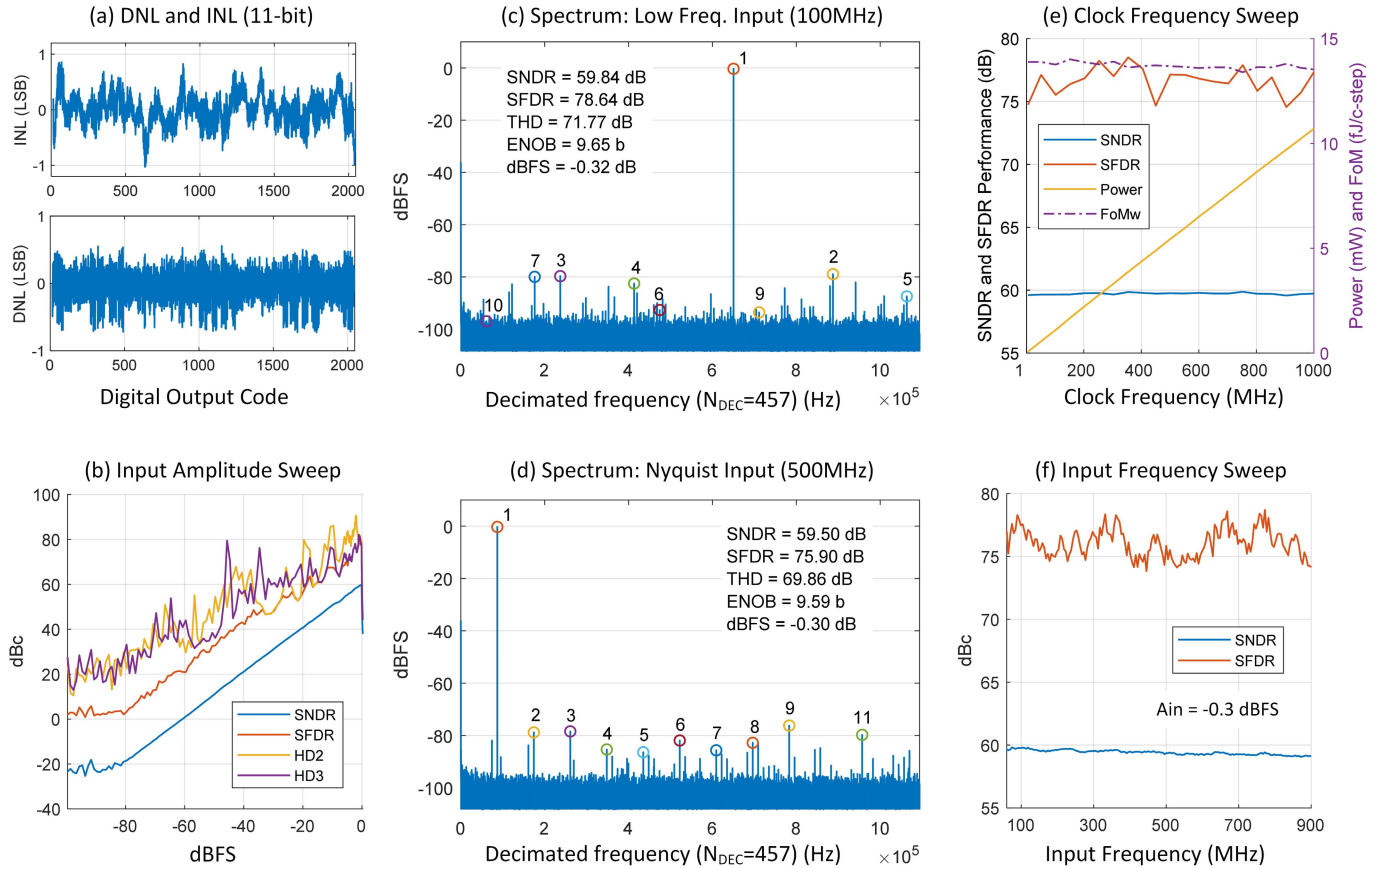 (a) DNL and INL (11-bit)
1
0
-1
INL (LSB)
0
500
1000
1500
2000
1
0
-1
DNL (LSB)
0
500
1000
1500
2000
Digital Output Code
(c) Spectrum: Low Freq. Input (100MHz)
SNDR = 59.84 dB
SFDR = 78.64 dB
THD = 71.77 dB
ENOB = 9.65 b
dBFS = -0.32 dB
1
7
3
4
2
5
10
6
9
0
-20
-40
-60
-80
-100
dBFS
0
2
4
6
8
10
Decimated frequency (NDEC=457) (Hz)
×10⁵
(e) Clock Frequency Sweep
80
75
70
65
60
55
SNDR and SFDR Performance (dB)
SNDR
SFDR
Power
FoMw
15
10
5
0
Power (mW) and FoM (fJ/c-step)
1
200
400
600
800
1000
Clock Frequency (MHz)
(b) Input Amplitude Sweep
100
80
60
40
20
0
-20
-40
dBc
SNDR
SFDR
HD2
HD3
-80
-60
-40
-20
0
dBFS
(d) Spectrum: Nyquist Input (500MHz)
1
SNDR = 59.50 dB
SFDR = 75.90 dB
THD = 69.86 dB
ENOB = 9.59 b
dBFS = -0.30 dB
2
3
4
5
6
7
8
9
11
0
-20
-40
-60
-80
-100
dBFS
0
2
4
6
8
10
Decimated frequency (NDEC=457) (Hz)
×10⁵
(f) Input Frequency Sweep
80
75
70
65
60
55
dBc
SNDR
SFDR
Ain = -0.3 dBFS
100
300
500
700
900
Input Frequency (MHz)